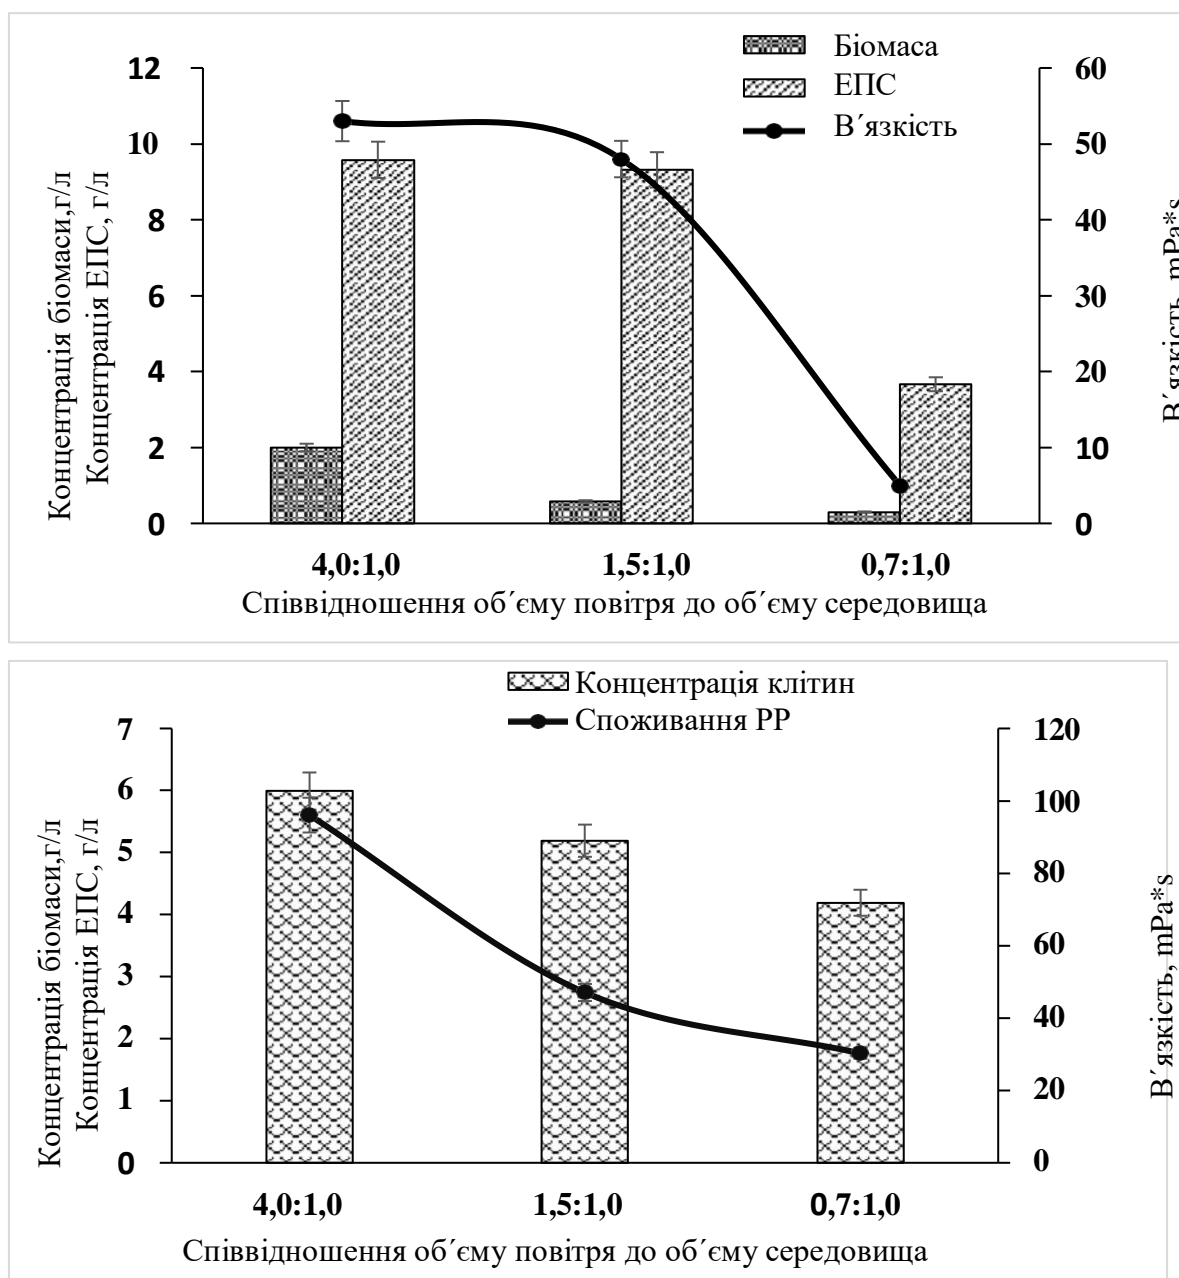 Біомаса
ЕПС
В´язкість
12
10
8
6
4
2
0
60
50
40
30
20
10
0
Концентрація біомаси,г/л
Концентрація ЕПС, г/л
В´язкість, mPa*s
4,0:1,0 1,5:1,0 0,7:1,0
Співвідношення об´єму повітря до об´єму середовища
Концентрація клітин
Споживання РР
7
6
5
4
3
2
1
0
120
100
80
60
40
20
0
Концентрація біомаси,г/л
Концентрація ЕПС, г/л
В´язкість, mPa*s
4,0:1,0 1,5:1,0 0,7:1,0
Співвідношення об´єму повітря до об´єму середовища